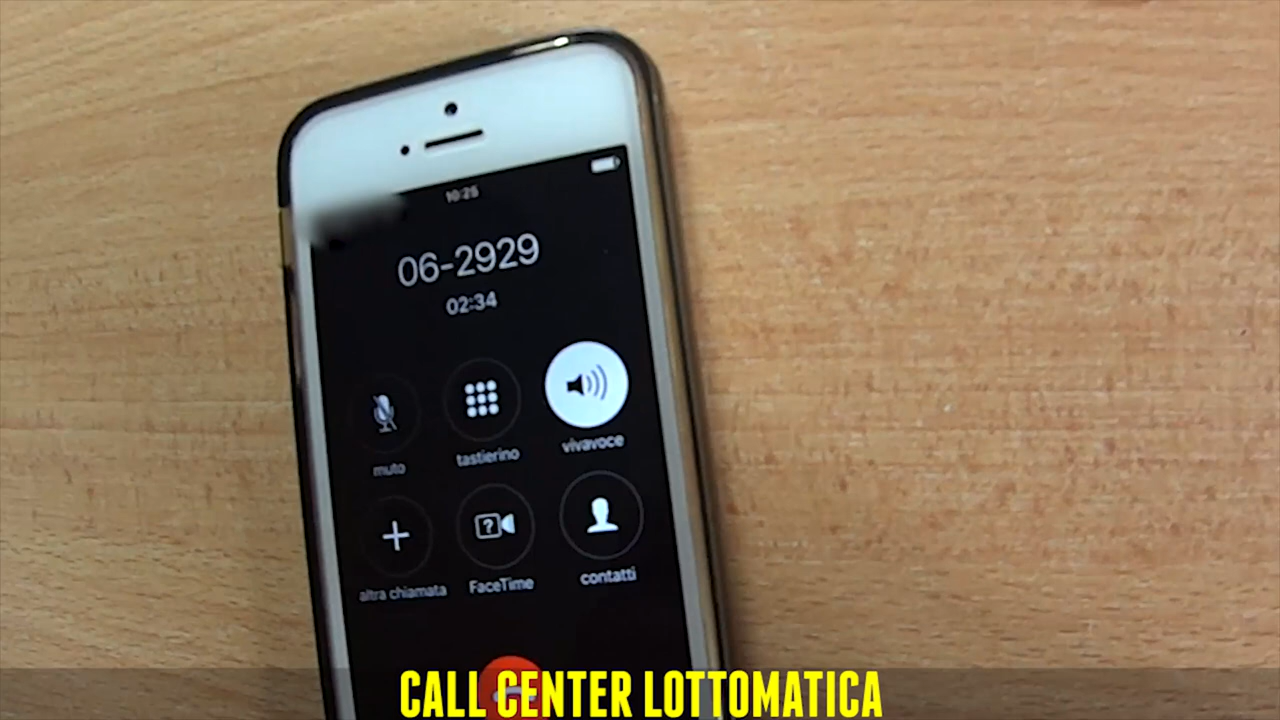 10:25
06-2929
02:34
muto
tastierino
vivavoce
?
altra chiamata
FaceTime
contatti
CALL CENTER LOTTOMATICA